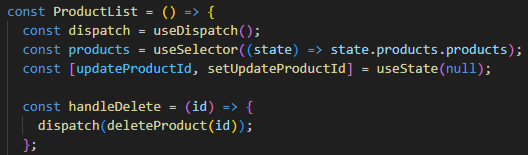 const ProductList = () => {
  const dispatch = useDispatch();
  const products = useSelector((state) => state.products.products);
  const [updateProductId, setUpdateProductId] = useState(null);

  const handleDelete = (id) => {
    dispatch(deleteProduct(id));
  };